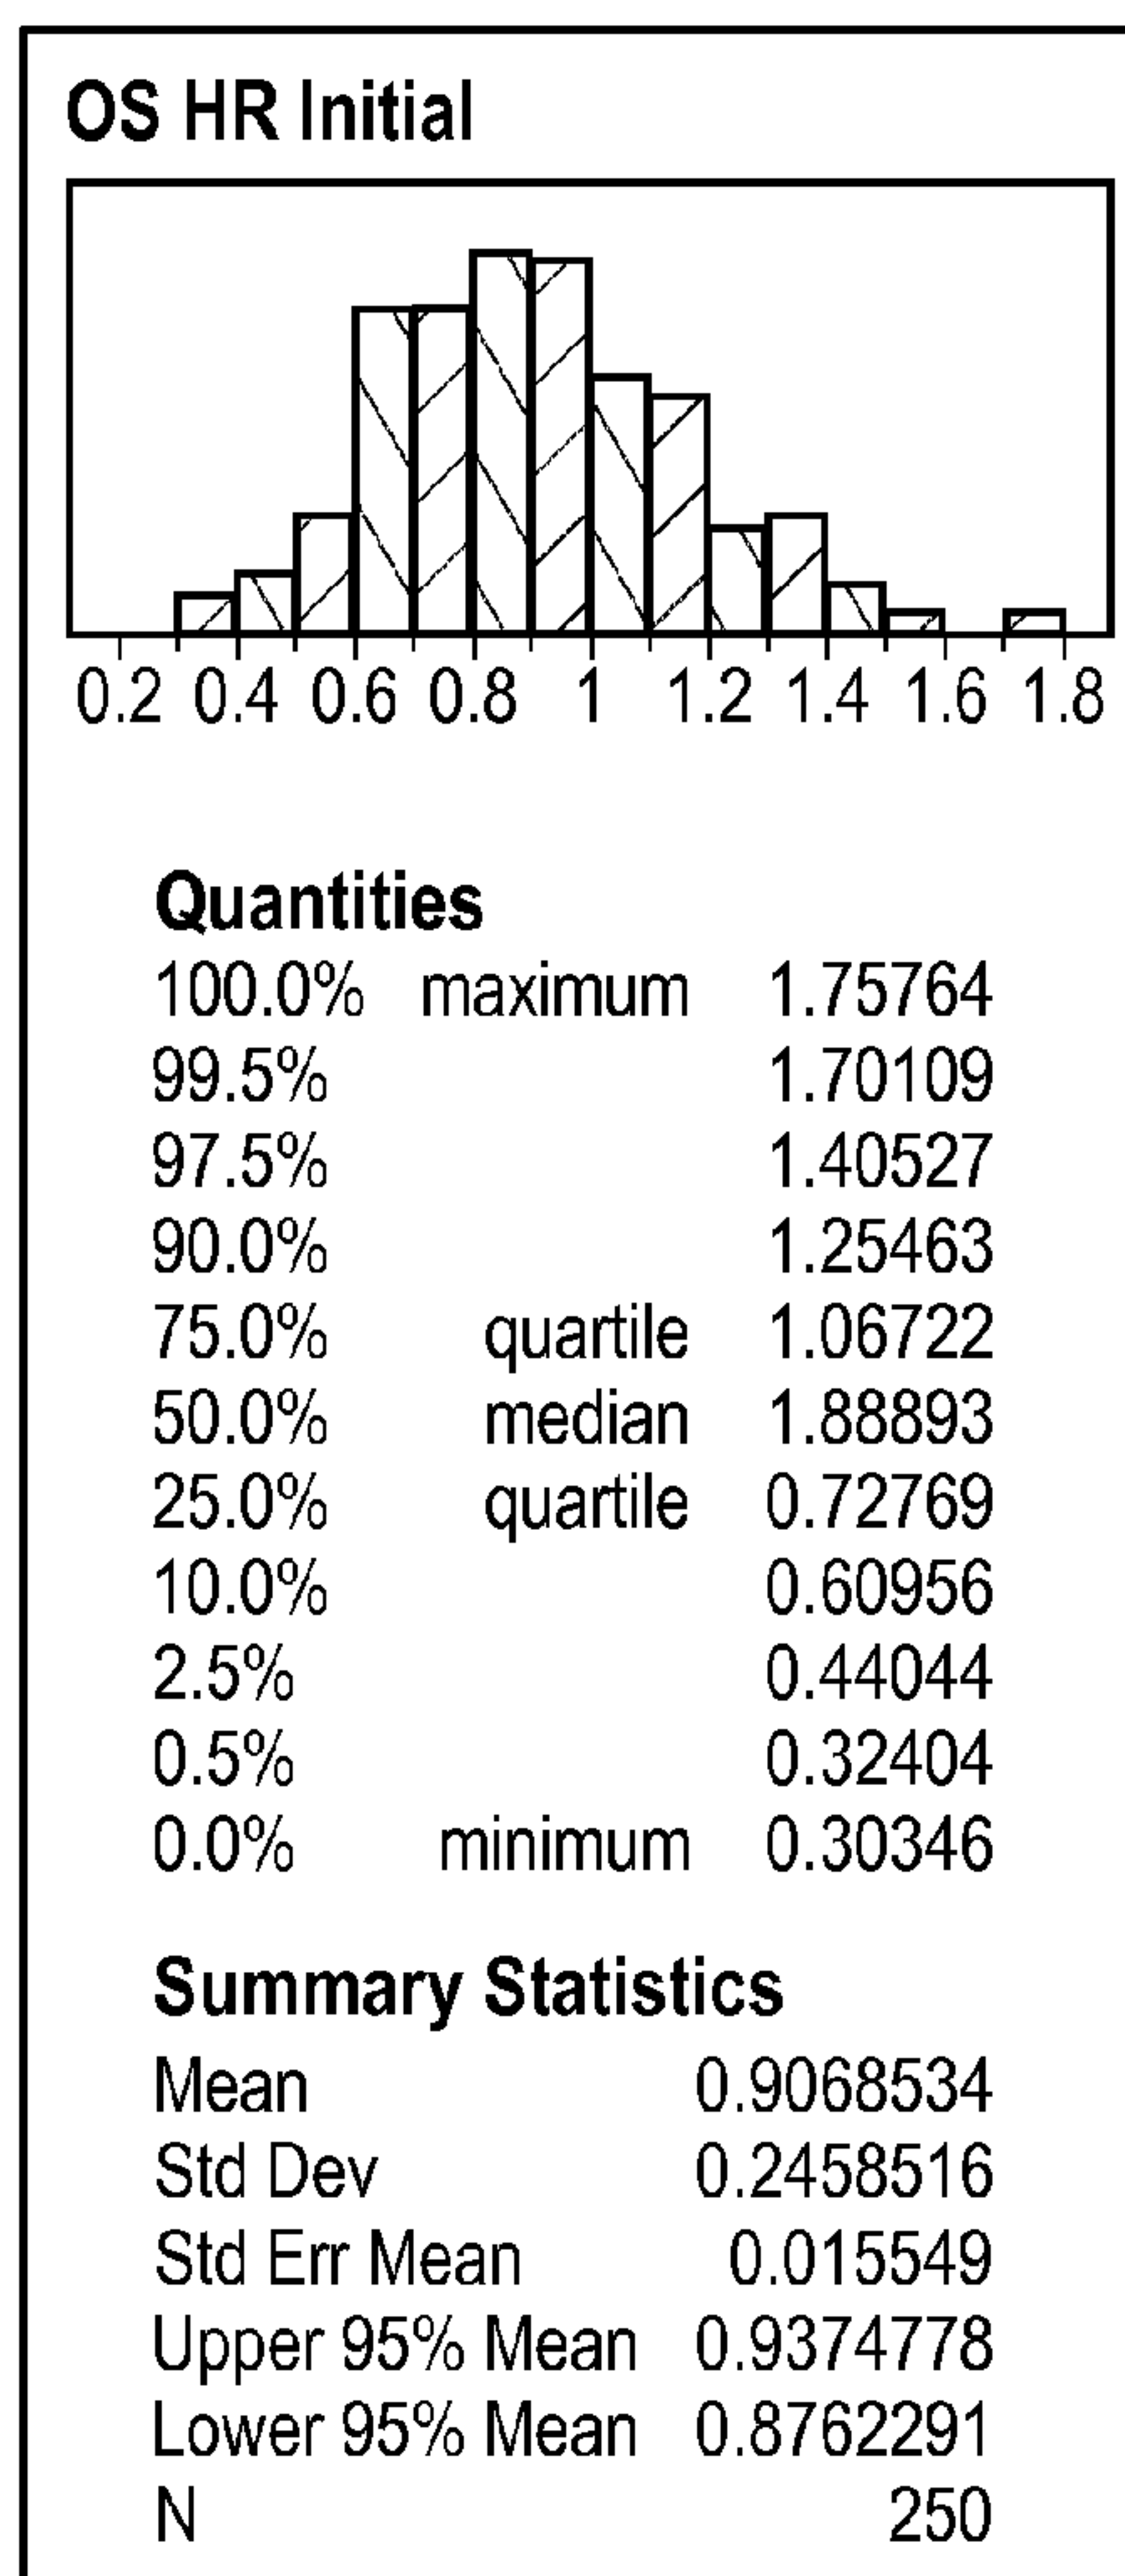 OS HR Initial
0.2 0.4 0.6 0.8 1 1.2 1.4 1.6 1.8
Quantities
100.0% maximum 1.75764
99.5% 1.70109
97.5% 1.40527
90.0% 1.25463
75.0% quartile 1.06722
50.0% median 1.88893
25.0% quartile 0.72769
10.0% 0.60956
2.5% 0.44044
0.5% 0.32404
0.0% minimum 0.30346
Summary Statistics
Mean 0.9068534
Std Dev 0.2458516
Std Err Mean 0.015549
Upper 95% Mean 0.9374778
Lower 95% Mean 0.8762291
N 250